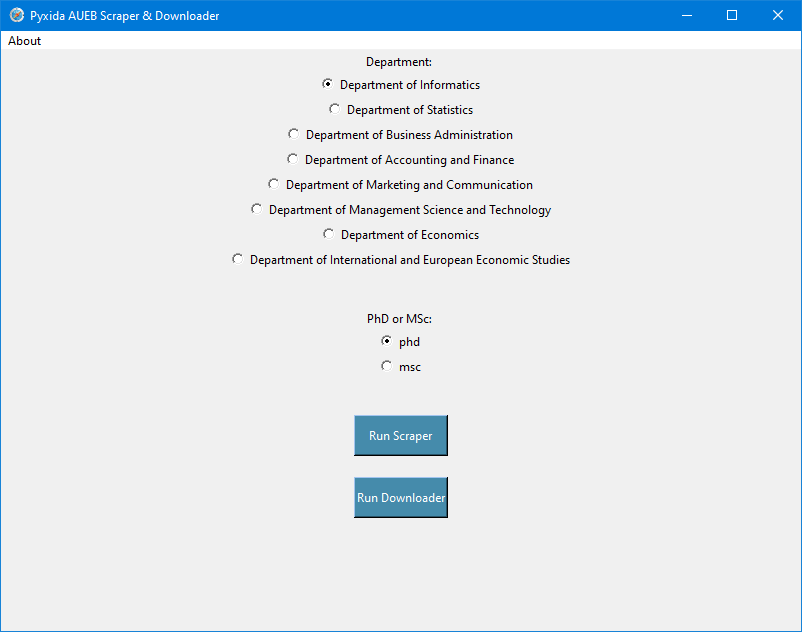 Pyxida AUEB Scraper & Downloader
About
Department:
Department of Informatics
Department of Statistics
Department of Business Administration
Department of Accounting and Finance
Department of Marketing and Communication
Department of Management Science and Technology
Department of Economics
Department of International and European Economic Studies
PhD or MSc:
phd
msc
Run Scraper
Run Downloader